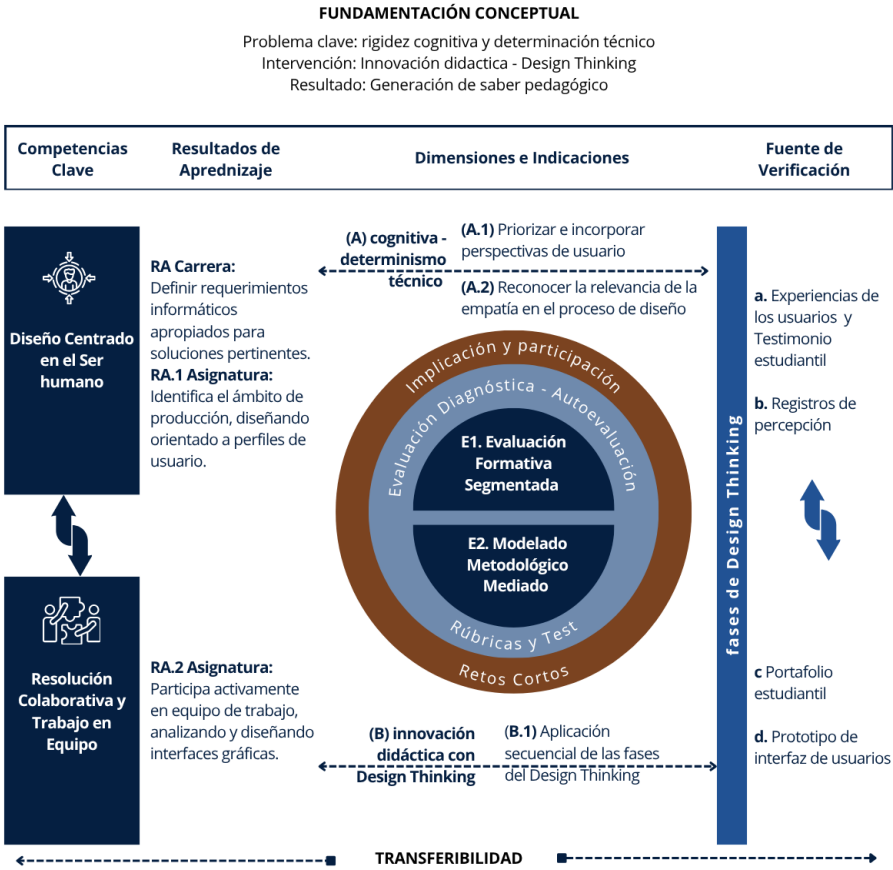 FUNDAMENTACIÓN CONCEPTUAL
Problema clave: rigidez cognitiva y determinación técnico
Intervención: Innovación didactica - Design Thinking
Resultado: Generación de saber pedagógico
Competencias
Clave
Resultados de
Aprednizaje
Dimensiones e Indicaciones
Fuente de
Verificación
Diseño Centrado
en el Ser
humano
RA Carrera:
Definir requerimientos
informáticos
apropiados para
soluciones pertinentes.
RA.1 Asignatura:
Identifica el ámbito de
producción, diseñando
orientado a perfiles de
usuario.
(A) cognitiva -
determinismo
técnico
(A.1) Priorizar e incorporar
perspectivas de usuario
(A.2) Reconocer la relevancia de la
empatía en el proceso de diseño
Implicación y participación
Evaluación Diagnóstica - Autoevaluación
E1. Evaluación
Formativa
Segmentada
E2. Modelado
Metodológico
Mediado
Rúbricas y Test
Retos Cortos
fases de Design Thinking
a. Experiencias de
los usuarios y
Testimonio
estudiantil
b. Registros de
percepción
Resolución
Colaborativa y
Trabajo en
Equipo
RA.2 Asignatura:
Participa activamente
en equipo de trabajo,
analizando y diseñando
interfaces gráficas.
(B) innovación
didáctica con
Design Thinking
(B.1) Aplicación
secuencial de las fases
del Design Thinking
c Portafolio
estudiantil
d. Prototipo de
interfaz de usuarios
TRANSFERIBILIDAD